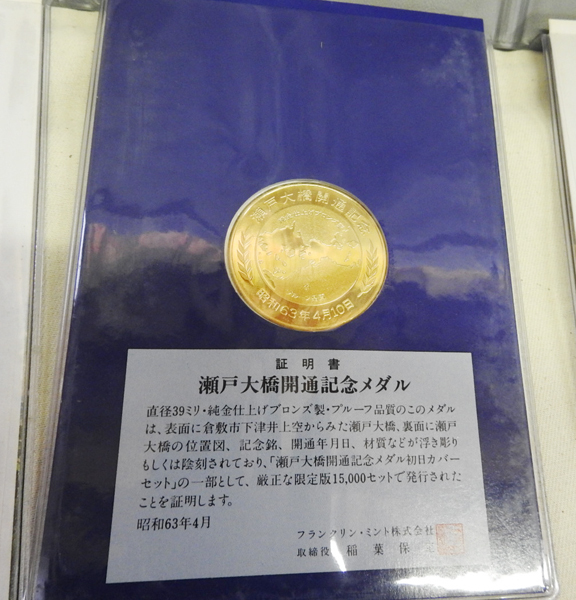 瀬戸大橋開通記念
昭和63年4月10日
証明書
瀬戸大橋開通記念メダル
直径39ミリ・純金仕上げブロンズ製・プルーフ品質のこのメダル
は、表面に倉敷市下津井上空からみた瀬戸大橋、裏面に瀬戸
大橋の位置図、記念銘、開通年月日、材質などが浮き彫り
もしくは陰刻されており、「瀬戸大橋開通記念メダル初日カバー
セット」の一部として、厳正な限定版15,000セットで発行された
ことを証明します。
昭和63年4月
フランクリン・ミント株式会社
取締役 稲葉保